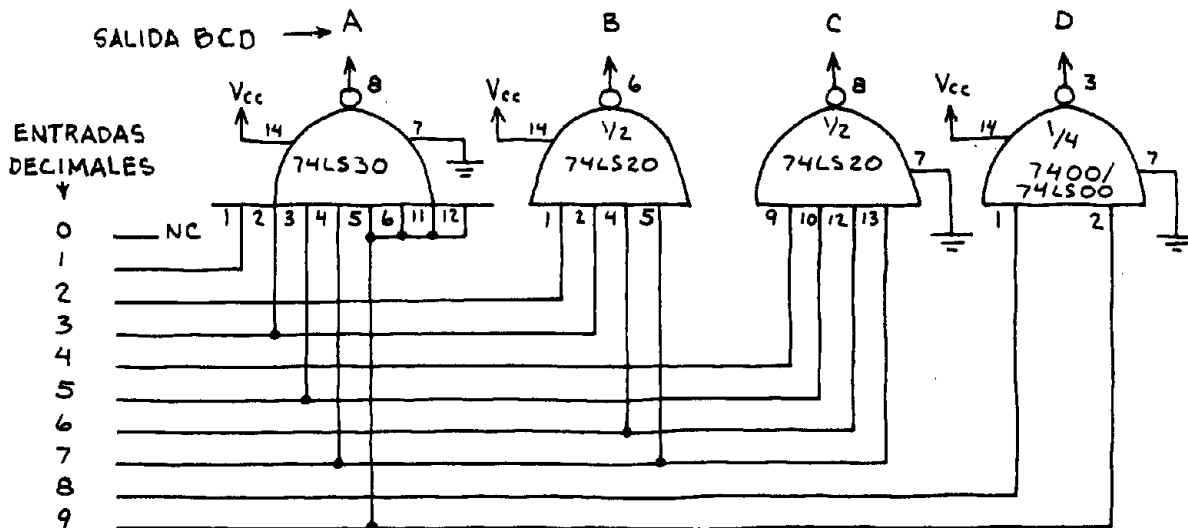 SALIDA BCD → A B C D
8 6 8 3
Vcc 14 7 Vcc 14 Vcc 14 7
1/2 1/2 1/4
74LS30 74LS20 74LS20 7 7400/
74LS00
ENTRADAS
DECIMALES
1 2 3 4 5 6 11 12 1 2 4 5 9 10 12 13 1 2
0 NC
1
2
3
4
5
6
7
8
9